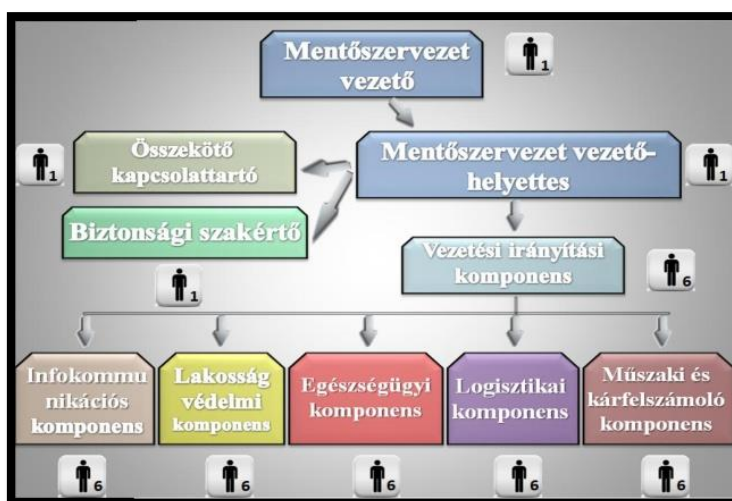 Mentőszervezet
vezető
1
Összekötő
kapcsolattartó
1
Mentőszervezet vezető-
helyettes
1
Biztonsági szakértő
1
Vezetési irányítási
komponens
6
Infokommu
nikációs
komponens
6
Lakosság
védelmi
komponens
6
Egészségügyi
komponens
6
Logisztikai
komponens
6
Műszaki és
kárfelszámoló
komponens
6